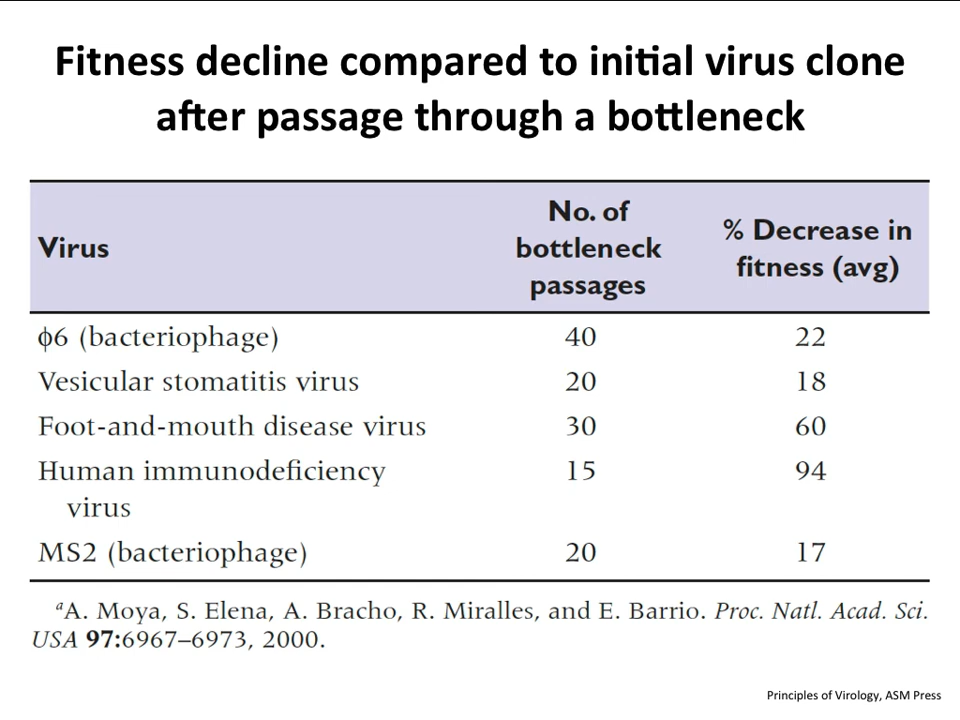 Fitness decline compared to initial virus clone
after passage through a bottleneck
Virus
No. of
bottleneck
passages
% Decrease in
fitness (avg)
ϕ6 (bacteriophage) 40 22
Vesicular stomatitis virus 20 18
Foot-and-mouth disease virus 30 60
Human immunodeficiency 15 94
virus
MS2 (bacteriophage) 20 17
aA. Moya, S. Elena, A. Bracho, R. Miralles, and E. Barrio. Proc. Natl. Acad. Sci.
USA 97:6967–6973, 2000.
Principles of Virology, ASM Press